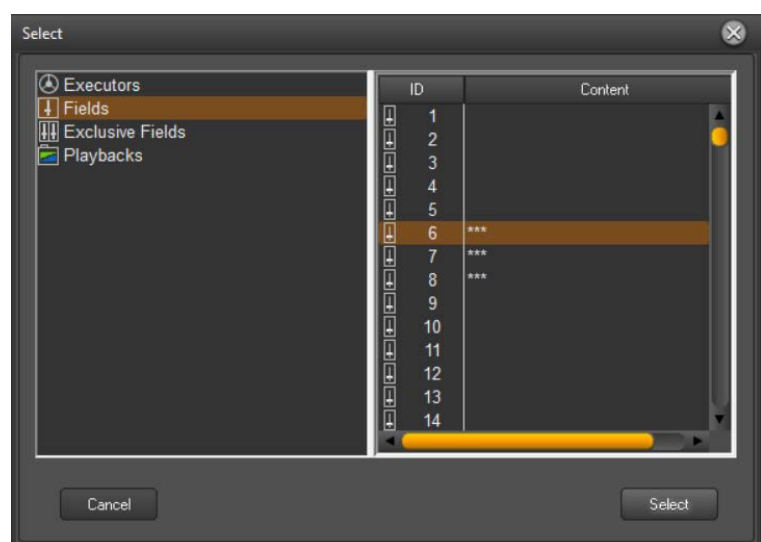 Select
Executors
Fields
Exclusive Fields
Playbacks
ID Content
1
2
3
4
5
6 ***
7 ***
8 ***
9
10
11
12
13
14
Cancel Select